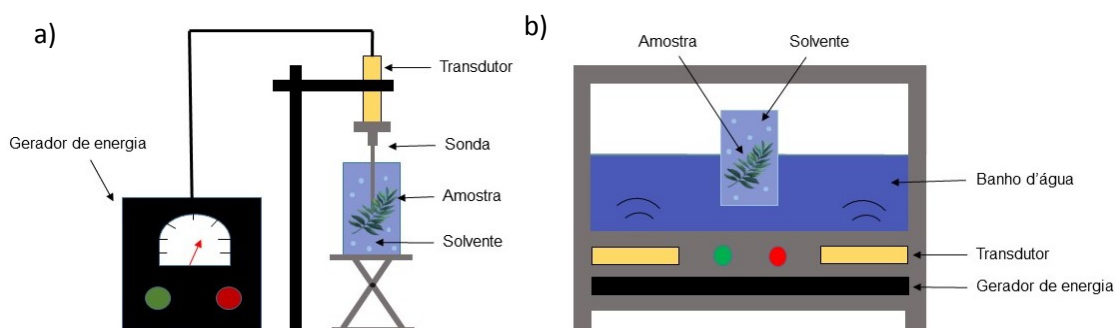 a)
Transdutor
Gerador de energia
Sonda
Amostra
Solvente
b)
Amostra
Solvente
Banho d'água
Transdutor
Gerador de energia